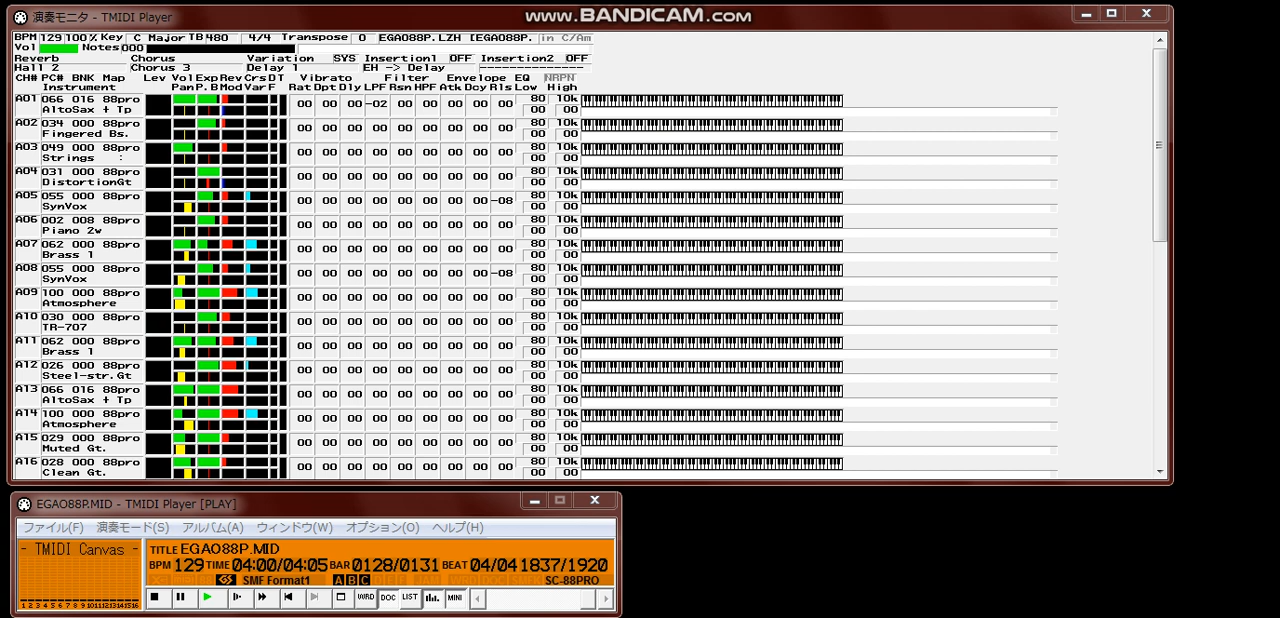 演奏モニタ - TMIDI Player
www.BANDICAM.com
BPM 129 100% Key C Major TB 480 4/4 Transpose 0 EGAO88P.LZH [EGAO88P. in C/Am
Vol Notes 000
Reverb Chorus Variation SYS Insertion1 OFF Insertion2 OFF
Hall 2 Chorus 3 Delay 1 EH -> Delay ---------------
CH# PC# BNK Map Lev Vol Exp Rev Crs D T Vibrato Filter Envelope EQ NRPN
Instrument Pan P.B Mod Var F Rat Dpt Dly LPF Rsn HPF Atk Dcy Rls Low High
A01 066 016 88pro 80 10k
AltoSax + Tp 00 00 00 -02 00 00 00 00 00 00 00
A02 034 000 88pro 80 10k
Fingered Bs. 00 00 00 00 00 00 00 00 00 00 00
A03 049 000 88pro 80 10k
Strings : 00 00 00 00 00 00 00 00 00 00 00
A04 031 000 88pro 80 10k
DistortionGt 00 00 00 00 00 00 00 00 00 00 00
A05 055 000 88pro 80 10k
SynVox 00 00 00 00 00 00 00 00 -08 00 00
A06 002 008 88pro 80 10k
Piano 2w 00 00 00 00 00 00 00 00 00 00 00
A07 062 000 88pro 80 10k
Brass 1 00 00 00 00 00 00 00 00 00 00 00
A08 055 000 88pro 80 10k
SynVox 00 00 00 00 00 00 00 00 -08 00 00
A09 100 000 88pro 80 10k
Atmosphere 00 00 00 00 00 00 00 00 00 00 00
A10 030 000 88pro 80 10k
TR-707 00 00 00 00 00 00 00 00 00 00 00
A11 062 000 88pro 80 10k
Brass 1 00 00 00 00 00 00 00 00 00 00 00
A12 026 000 88pro 80 10k
Steel-str.Gt 00 00 00 00 00 00 00 00 00 00 00
A13 066 016 88pro 80 10k
AltoSax + Tp 00 00 00 00 00 00 00 00 00 00 00
A14 100 000 88pro 80 10k
Atmosphere 00 00 00 00 00 00 00 00 00 00 00
A15 029 000 88pro 80 10k
Muted Gt. 00 00 00 00 00 00 00 00 00 00 00
A16 028 000 88pro 80 10k
Clean Gt. 00 00 00 00 00 00 00 00 00 00 00
EGAO88P.MID - TMIDI Player [PLAY]
ファイル(F) 演奏モード(S) アルバム(A) ウィンドウ(W) オプション(O) ヘルプ(H)
- TMIDI Canvas -
TITLE EGAO88P.MID
BPM 129 TIME 04:00/04:05 BAR 0128/0131 BEAT 04/04 1837/1920
SMF Format1 A B C SC-88PRO
1 2 3 4 5 6 7 8 9 10 11 12 13 14 15 16
WRD DOC LIST MINI